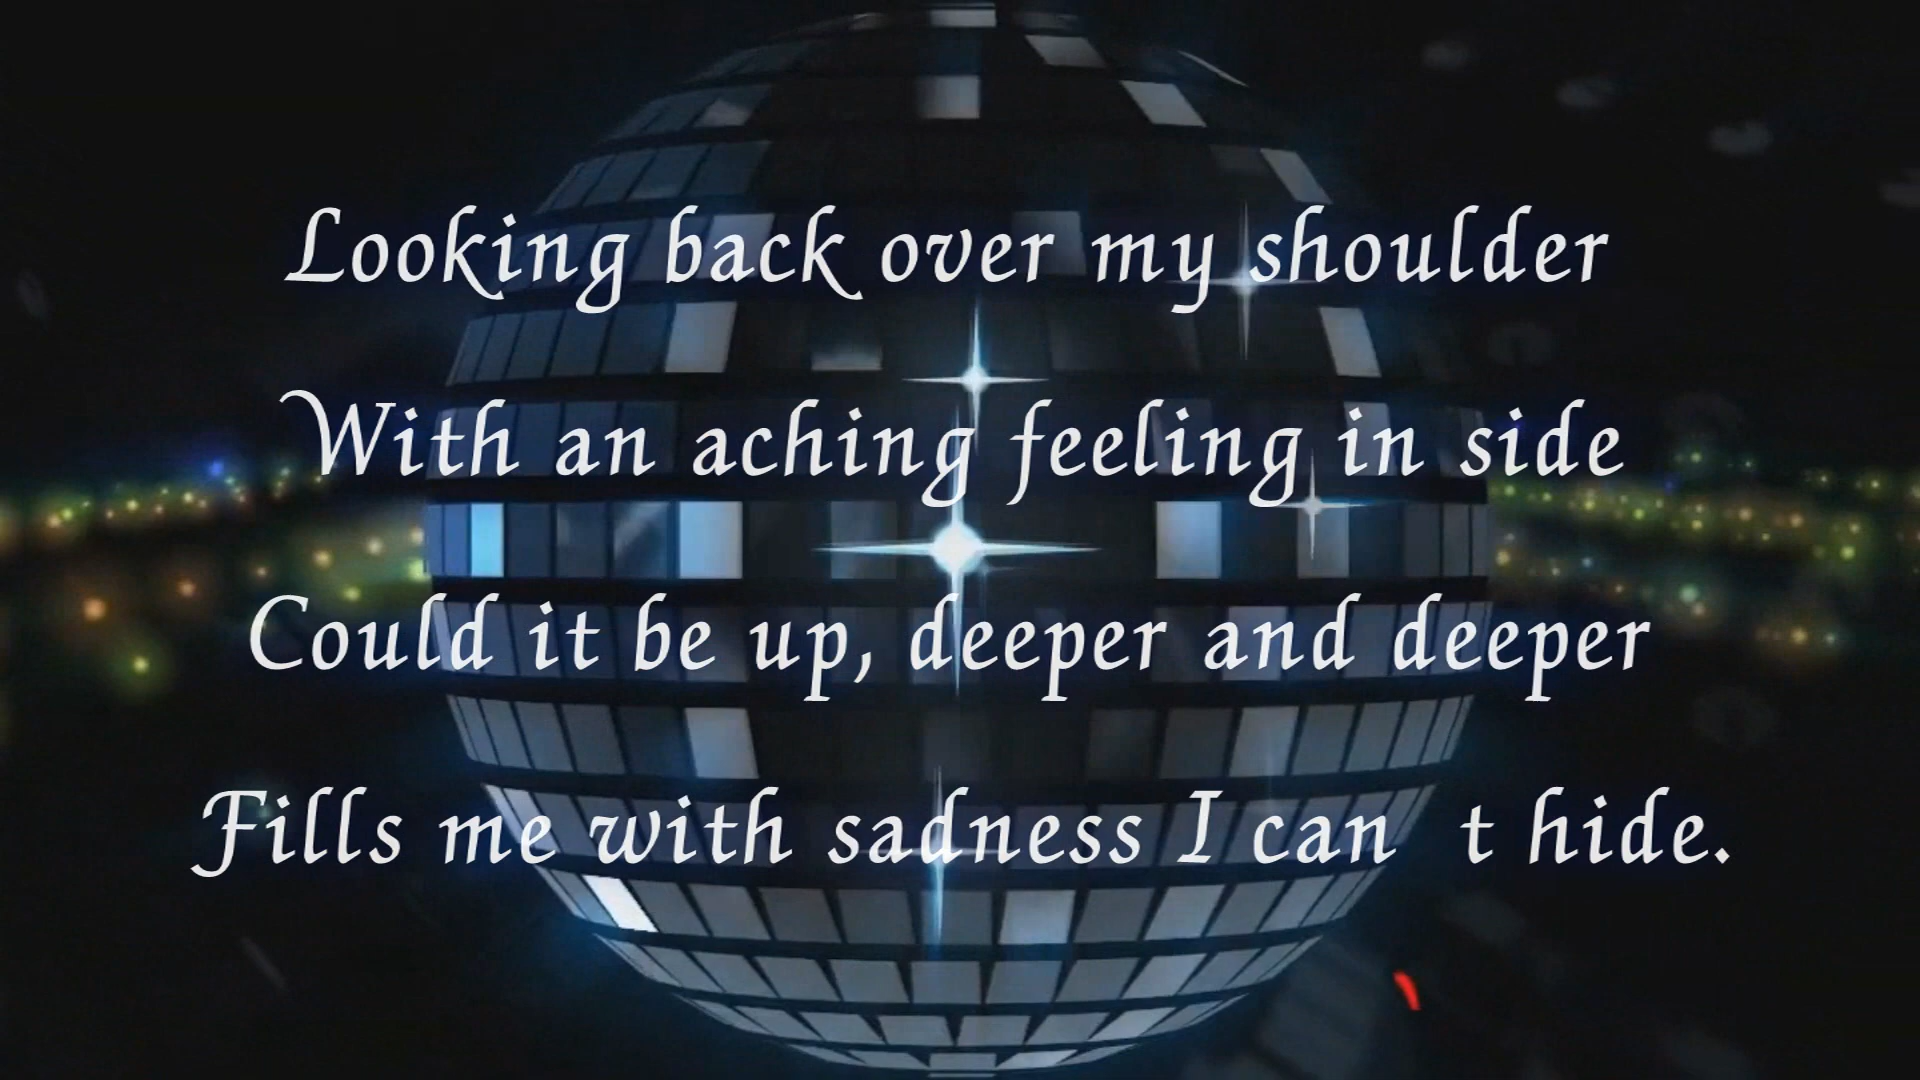 Looking back over my shoulder
With an aching feeling in side
Could it be up, deeper and deeper
Fills me with sadness I can  t hide.